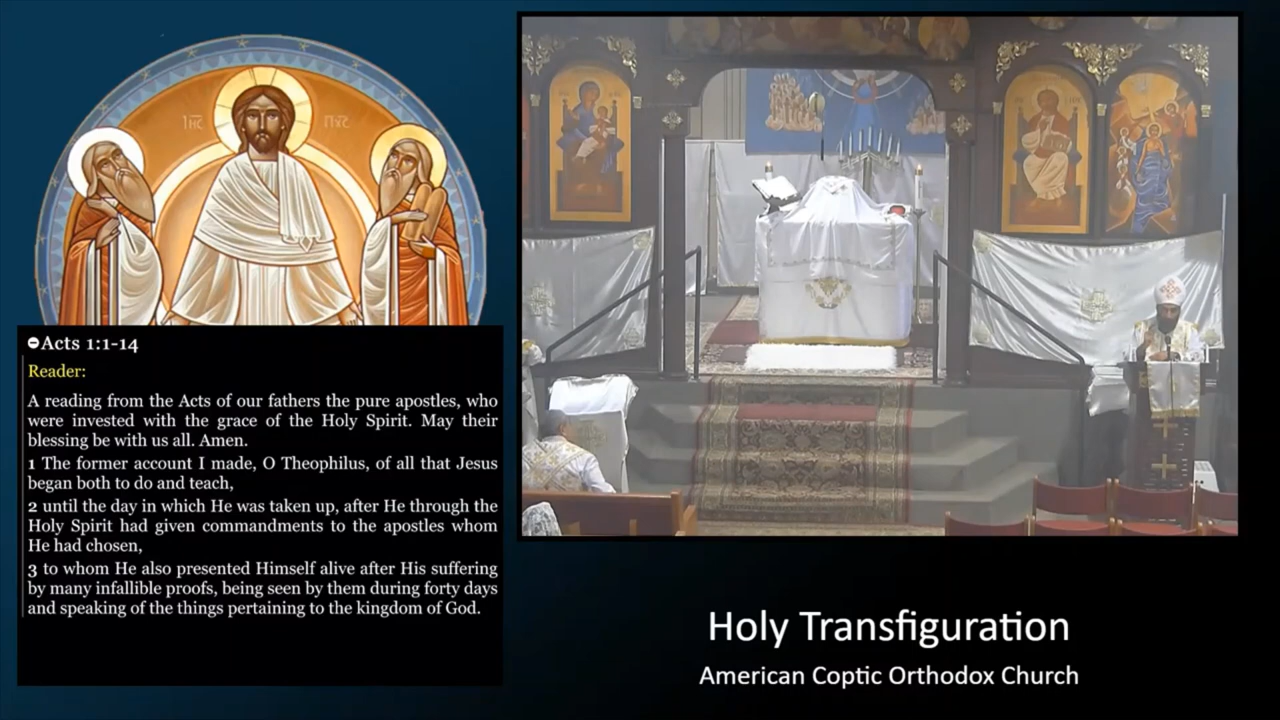 ΙΗС ΠΧС
Acts 1:1-14
Reader:
A reading from the Acts of our fathers the pure apostles, who
were invested with the grace of the Holy Spirit. May their
blessing be with us all. Amen.
1 The former account I made, O Theophilus, of all that Jesus
began both to do and teach,
2 until the day in which He was taken up, after He through the
Holy Spirit had given commandments to the apostles whom
He had chosen,
3 to whom He also presented Himself alive after His suffering
by many infallible proofs, being seen by them during forty days
and speaking of the things pertaining to the kingdom of God.
Holy Transfiguration
American Coptic Orthodox Church